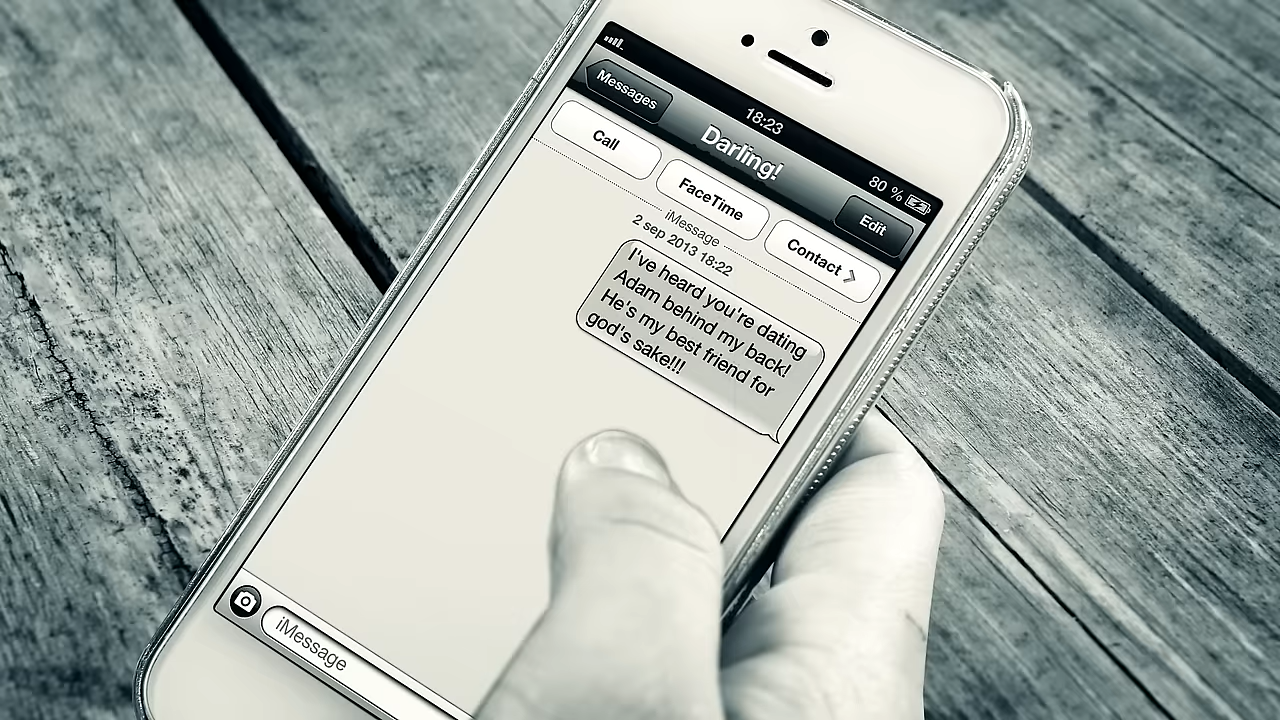 18:23
80 %
Messages
Darling!
Edit
Call
FaceTime
Contact
iMessage
2 sep 2013 18:22
I've heard you're dating
Adam behind my back!
He's my best friend for
god's sake!!!
iMessage